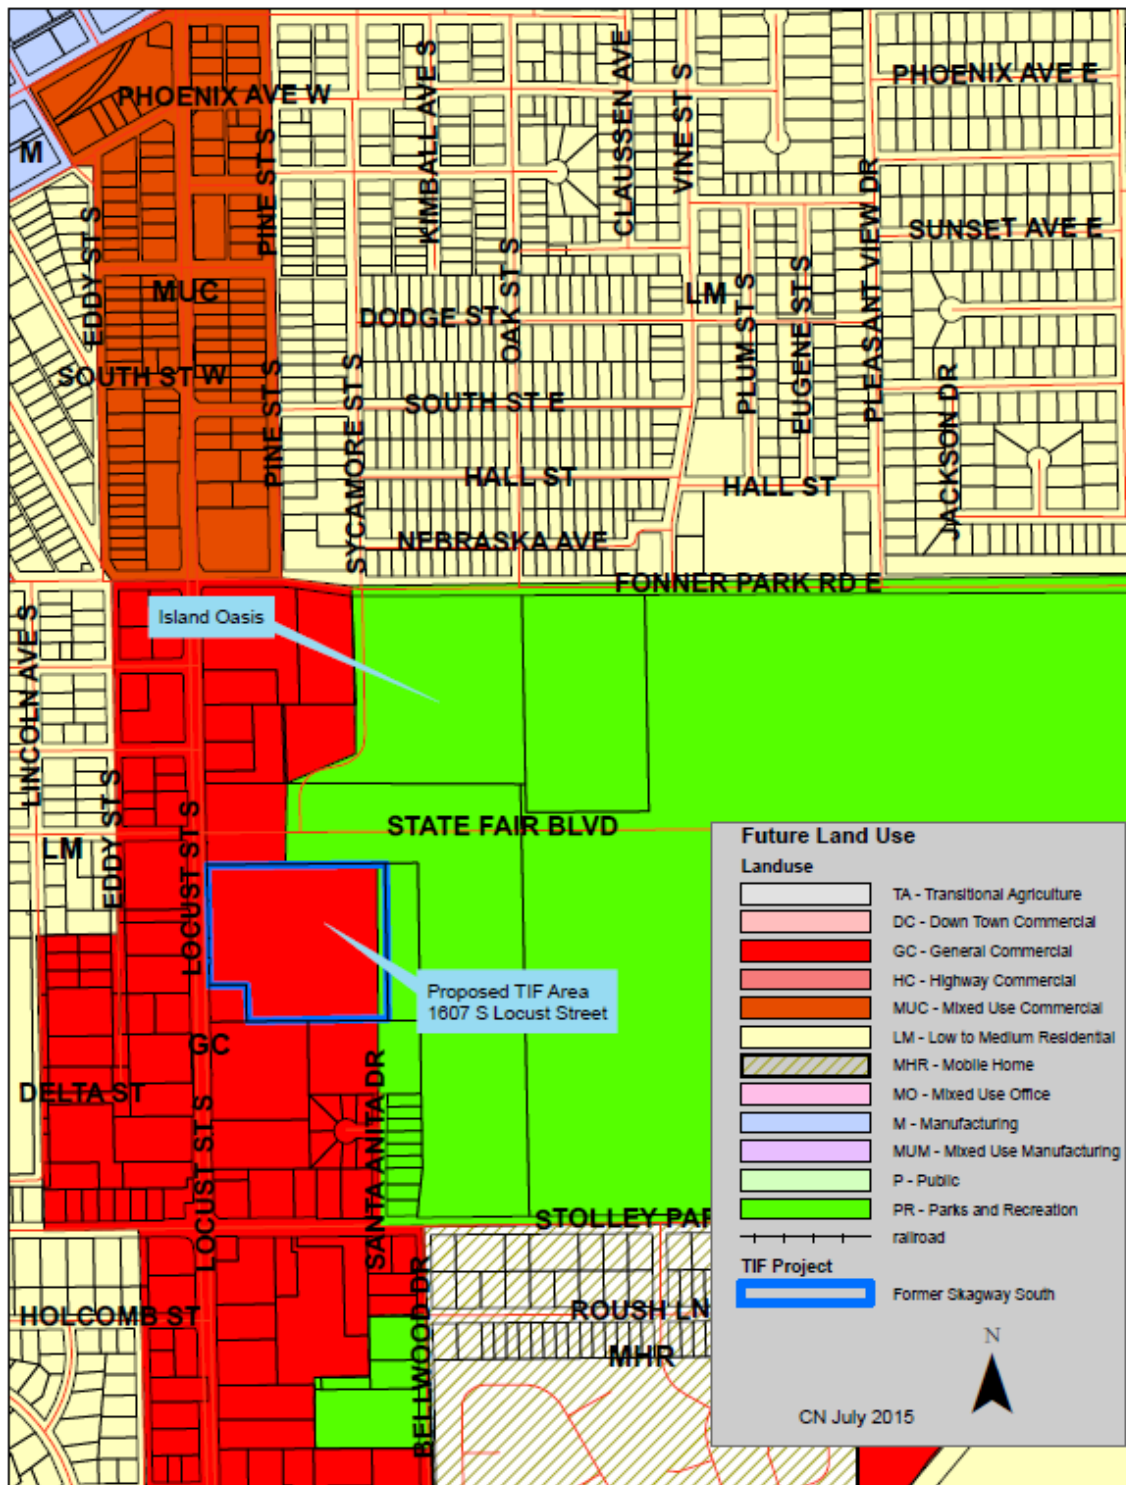 PHOENIX AVE W
KIMBALL AVE S
CLAUSSEN AVE
VINE ST S
PHOENIX AVE E
M
PINE ST S
EDDY ST S
PLEASANT VIEW DR
SUNSET AVE E
MUC
OAK ST S
LM
DODGE ST
PLUM ST S
EUGENE ST S
SOUTH ST W
SYCAMORE ST S
SOUTH ST E
PINE ST S
JACKSON DR
HALL ST
HALL ST
NEBRASKA AVE
FONNER PARK RD E
Island Oasis
LINCOLN AVE S
EDDY ST S
LOCUST ST S
STATE FAIR BLVD
LM
Proposed TIF Area
1607 S Locust Street
GC
DELTA ST
LOCUST ST S
SANTA ANITA DR
STOLLEY PAR
HOLCOMB ST
BELLWOOD DR
ROUSH LN
MHR
Future Land Use
Landuse
TA - Transitional Agriculture
DC - Down Town Commercial
GC - General Commercial
HC - Highway Commercial
MUC - Mixed Use Commercial
LM - Low to Medium Residential
MHR - Mobile Home
MO - Mixed Use Office
M - Manufacturing
MUM - Mixed Use Manufacturing
P - Public
PR - Parks and Recreation
railroad
TIF Project
Former Skagway South
N
CN July 2015